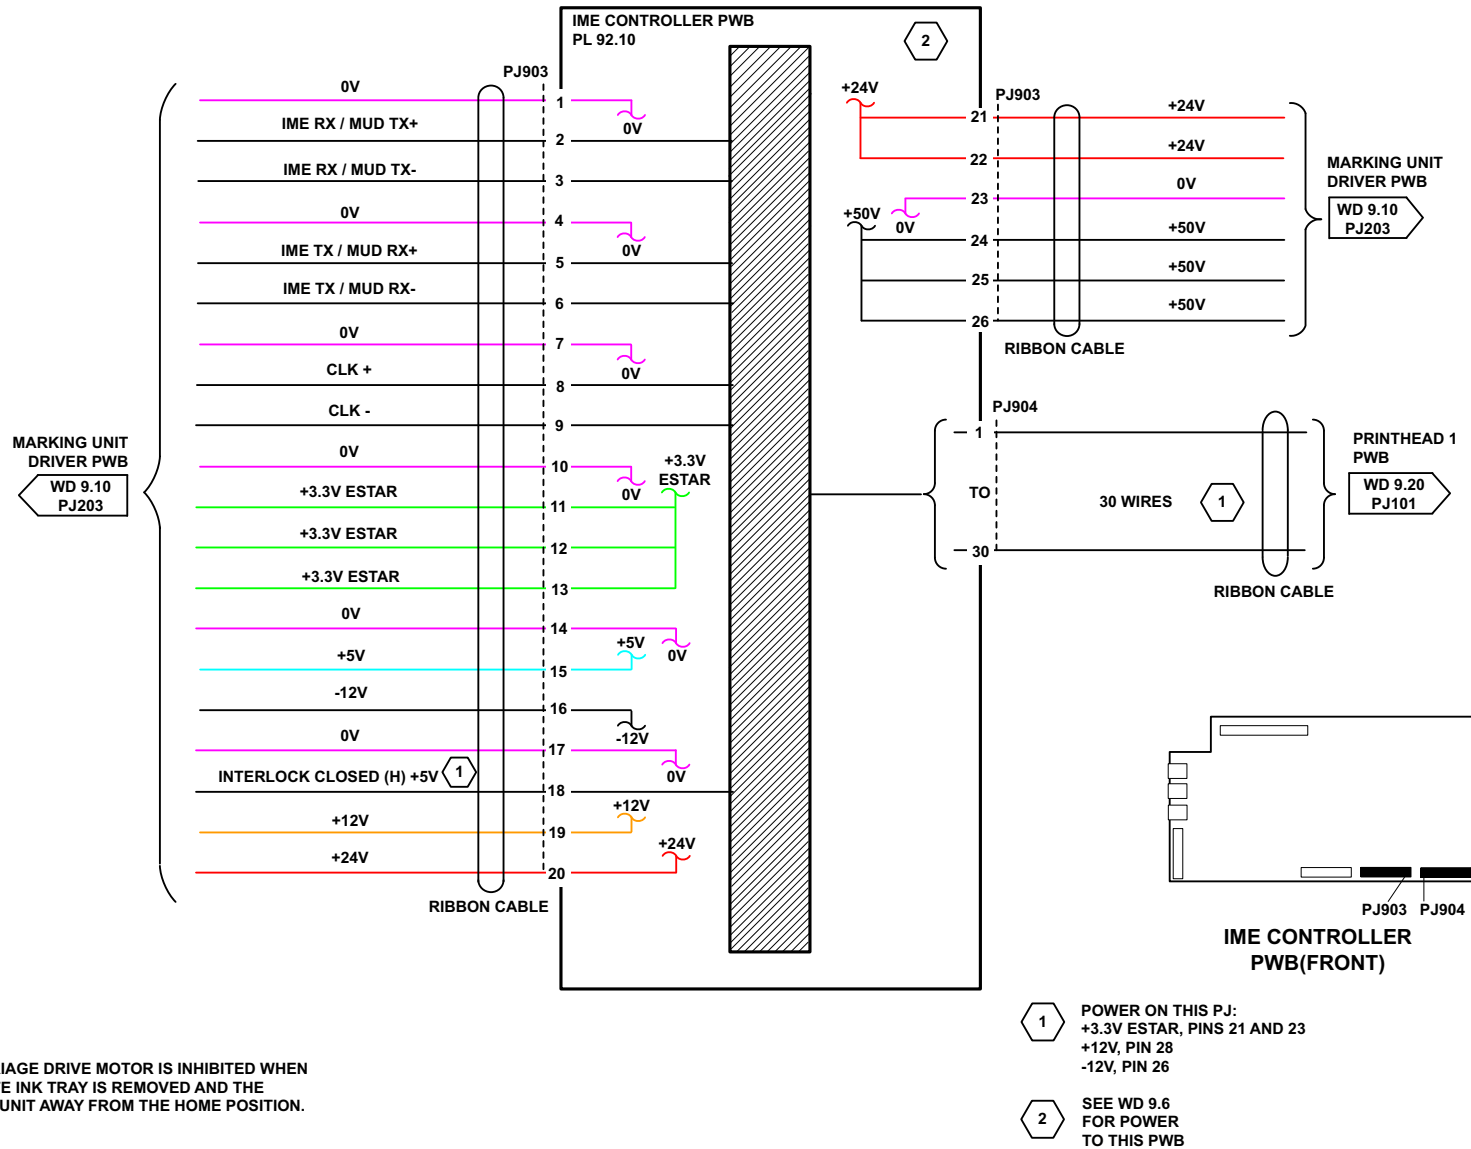 IME CONTROLLER PWB
PL 92.10
2
PJ903
0V
1
0V
IME RX / MUD TX+
2
IME RX / MUD TX-
3
0V
4
0V
IME TX / MUD RX+
5
IME TX / MUD RX-
6
0V
7
0V
CLK +
8
CLK -
9
0V
10
0V
+3.3V
ESTAR
+3.3V ESTAR
11
+3.3V ESTAR
12
+3.3V ESTAR
13
0V
14
0V
+5V
15
+5V
-12V
16
-12V
0V
17
0V
INTERLOCK CLOSED (H) +5V
1
18
+12V
19
+12V
+24V
20
+24V
RIBBON CABLE
MARKING UNIT
DRIVER PWB
WD 9.10
PJ203
+24V
PJ903
21
+24V
22
+24V
23
0V
0V
+50V
24
+50V
25
+50V
26
+50V
RIBBON CABLE
MARKING UNIT
DRIVER PWB
WD 9.10
PJ203
PJ904
1
TO
30
30 WIRES
1
RIBBON CABLE
PRINTHEAD 1
PWB
WD 9.20
PJ101
PJ903
PJ904
IME CONTROLLER
PWB(FRONT)
1
POWER ON THIS PJ:
+3.3V ESTAR, PINS 21 AND 23
+12V, PIN 28
-12V, PIN 26
2
SEE WD 9.6
FOR POWER
TO THIS PWB
IAGE DRIVE MOTOR IS INHIBITED WHEN
E INK TRAY IS REMOVED AND THE
UNIT AWAY FROM THE HOME POSITION.